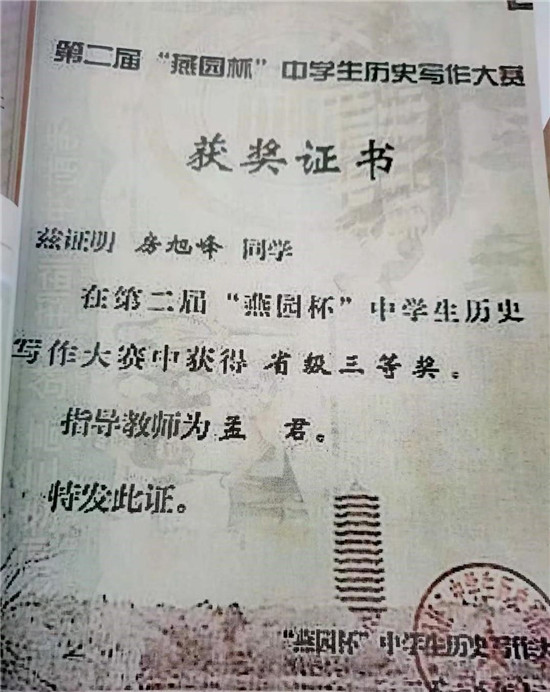 第二届“燕园杯”中学生历史写作大赛
获奖证书
兹证明 房旭峰 同学
在第二届“燕园杯”中学生历史
写作大赛中获得 省级三等奖。
指导教师为孟 君。
特发此证。
“燕园杯”中学生历史写作大